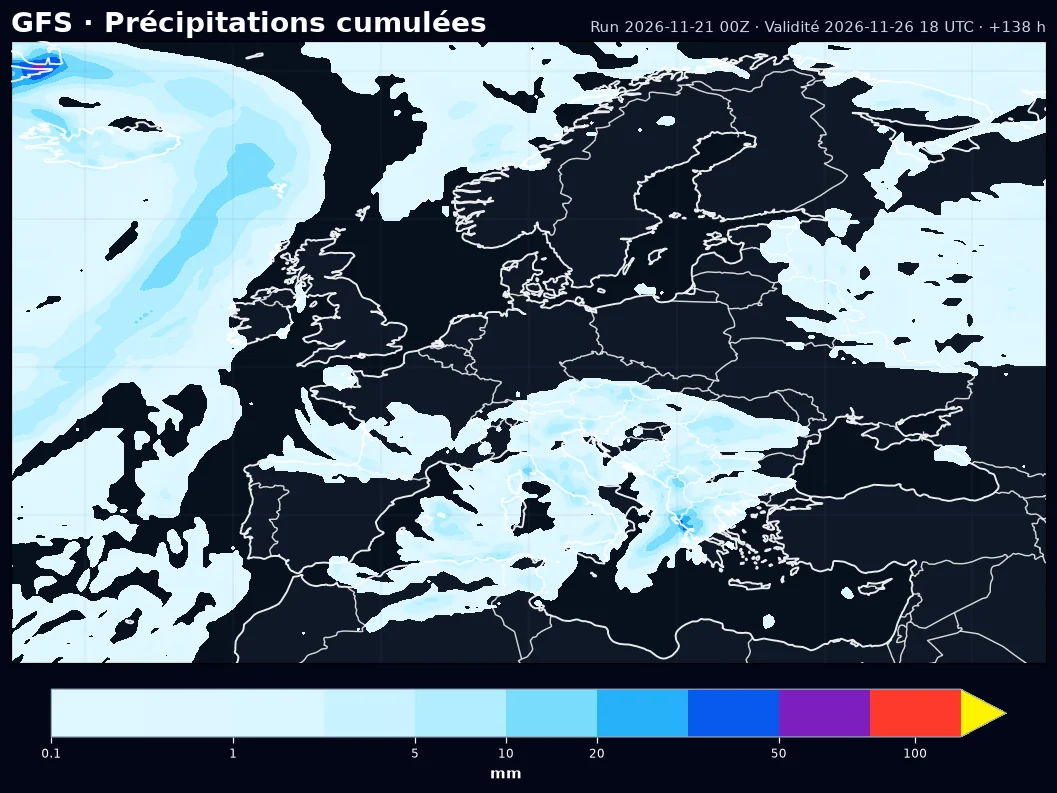 GFS · Précipitations cumulées
Run 2026-11-21 00Z · Validité 2026-11-26 18 UTC · +138 h
0.1 1 5 10 20 50 100
mm